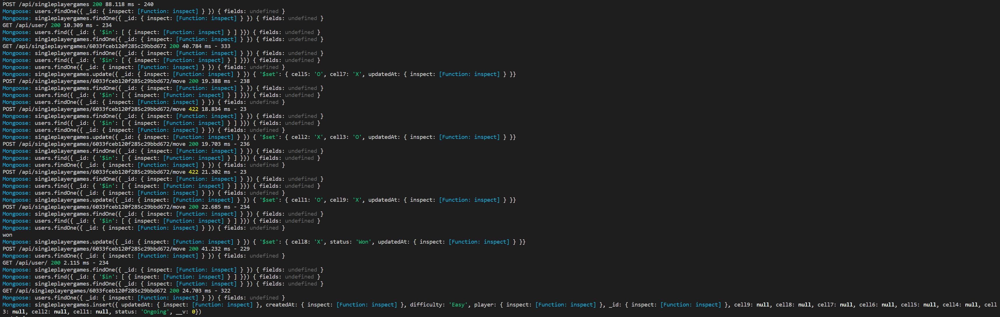 POST /api/singleplayergames 200 88.118 ms - 240
Mongoose: users.findOne({ _id: { inspect: [Function: inspect] } }) { fields: undefined }
Mongoose: singleplayergames.findOne({ _id: { inspect: [Function: inspect] } }) { fields: undefined }
GET /api/user/ 200 10.309 ms - 234
Mongoose: users.find({ _id: { '$in': [ { inspect: [Function: inspect] } ] }}) { fields: undefined }
Mongoose: singleplayergames.findOne({ _id: { inspect: [Function: inspect] } }) { fields: undefined }
GET /api/singleplayergames/6033fceb120f285c29bbd672 200 40.784 ms - 333
Mongoose: singleplayergames.findOne({ _id: { inspect: [Function: inspect] } }) { fields: undefined }
Mongoose: users.find({ _id: { '$in': [ { inspect: [Function: inspect] } ] }}) { fields: undefined }
Mongoose: users.findOne({ _id: { inspect: [Function: inspect] } }) { fields: undefined }
Mongoose: singleplayergames.update({ _id: { inspect: [Function: inspect] } }) { '$set': { cell5: 'O', cell7: 'X', updatedAt: { inspect: [Function: inspect] } }}
POST /api/singleplayergames/6033fceb120f285c29bbd672/move 200 19.388 ms - 238
Mongoose: singleplayergames.findOne({ _id: { inspect: [Function: inspect] } }) { fields: undefined }
Mongoose: users.find({ _id: { '$in': [ { inspect: [Function: inspect] } ] }}) { fields: undefined }
Mongoose: users.findOne({ _id: { inspect: [Function: inspect] } }) { fields: undefined }
POST /api/singleplayergames/6033fceb120f285c29bbd672/move 422 18.834 ms - 23
Mongoose: singleplayergames.findOne({ _id: { inspect: [Function: inspect] } }) { fields: undefined }
Mongoose: users.find({ _id: { '$in': [ { inspect: [Function: inspect] } ] }}) { fields: undefined }
Mongoose: users.findOne({ _id: { inspect: [Function: inspect] } }) { fields: undefined }
Mongoose: singleplayergames.update({ _id: { inspect: [Function: inspect] } }) { '$set': { cell2: 'X', cell3: 'O', updatedAt: { inspect: [Function: inspect] } }}
POST /api/singleplayergames/6033fceb120f285c29bbd672/move 200 19.703 ms - 236
Mongoose: singleplayergames.findOne({ _id: { inspect: [Function: inspect] } }) { fields: undefined }
Mongoose: users.find({ _id: { '$in': [ { inspect: [Function: inspect] } ] }}) { fields: undefined }
Mongoose: users.findOne({ _id: { inspect: [Function: inspect] } }) { fields: undefined }
POST /api/singleplayergames/6033fceb120f285c29bbd672/move 422 21.302 ms - 23
Mongoose: singleplayergames.findOne({ _id: { inspect: [Function: inspect] } }) { fields: undefined }
Mongoose: users.find({ _id: { '$in': [ { inspect: [Function: inspect] } ] }}) { fields: undefined }
Mongoose: users.findOne({ _id: { inspect: [Function: inspect] } }) { fields: undefined }
Mongoose: singleplayergames.update({ _id: { inspect: [Function: inspect] } }) { '$set': { cell1: 'O', cell9: 'X', updatedAt: { inspect: [Function: inspect] } }}
POST /api/singleplayergames/6033fceb120f285c29bbd672/move 200 22.685 ms - 234
Mongoose: singleplayergames.findOne({ _id: { inspect: [Function: inspect] } }) { fields: undefined }
Mongoose: users.find({ _id: { '$in': [ { inspect: [Function: inspect] } ] }}) { fields: undefined }
Mongoose: users.findOne({ _id: { inspect: [Function: inspect] } }) { fields: undefined }
won
Mongoose: singleplayergames.update({ _id: { inspect: [Function: inspect] } }) { '$set': { cell8: 'X', status: 'Won', updatedAt: { inspect: [Function: inspect] } }}
POST /api/singleplayergames/6033fceb120f285c29bbd672/move 200 41.232 ms - 229
Mongoose: users.findOne({ _id: { inspect: [Function: inspect] } }) { fields: undefined }
GET /api/user/ 200 2.115 ms - 234
Mongoose: singleplayergames.findOne({ _id: { inspect: [Function: inspect] } }) { fields: undefined }
Mongoose: users.find({ _id: { '$in': [ { inspect: [Function: inspect] } ] }}) { fields: undefined }
Mongoose: singleplayergames.findOne({ _id: { inspect: [Function: inspect] } }) { fields: undefined }
GET /api/singleplayergames/6033fceb120f285c29bbd672 200 24.703 ms - 322
Mongoose: users.findOne({ _id: { inspect: [Function: inspect] } }) { fields: undefined }
Mongoose: singleplayergames.insert({ updatedAt: { inspect: [Function: inspect] }, createdAt: { inspect: [Function: inspect] }, difficulty: 'Easy', player: { inspect: [Function: inspect] }, _id: { inspect: [Function: inspect] }, cell9: null, cell8: null, cell7: null, cell6: null, cell5: null, cell4: null, cell
3: null, cell2: null, cell1: null, status: 'Ongoing', __v: 0})